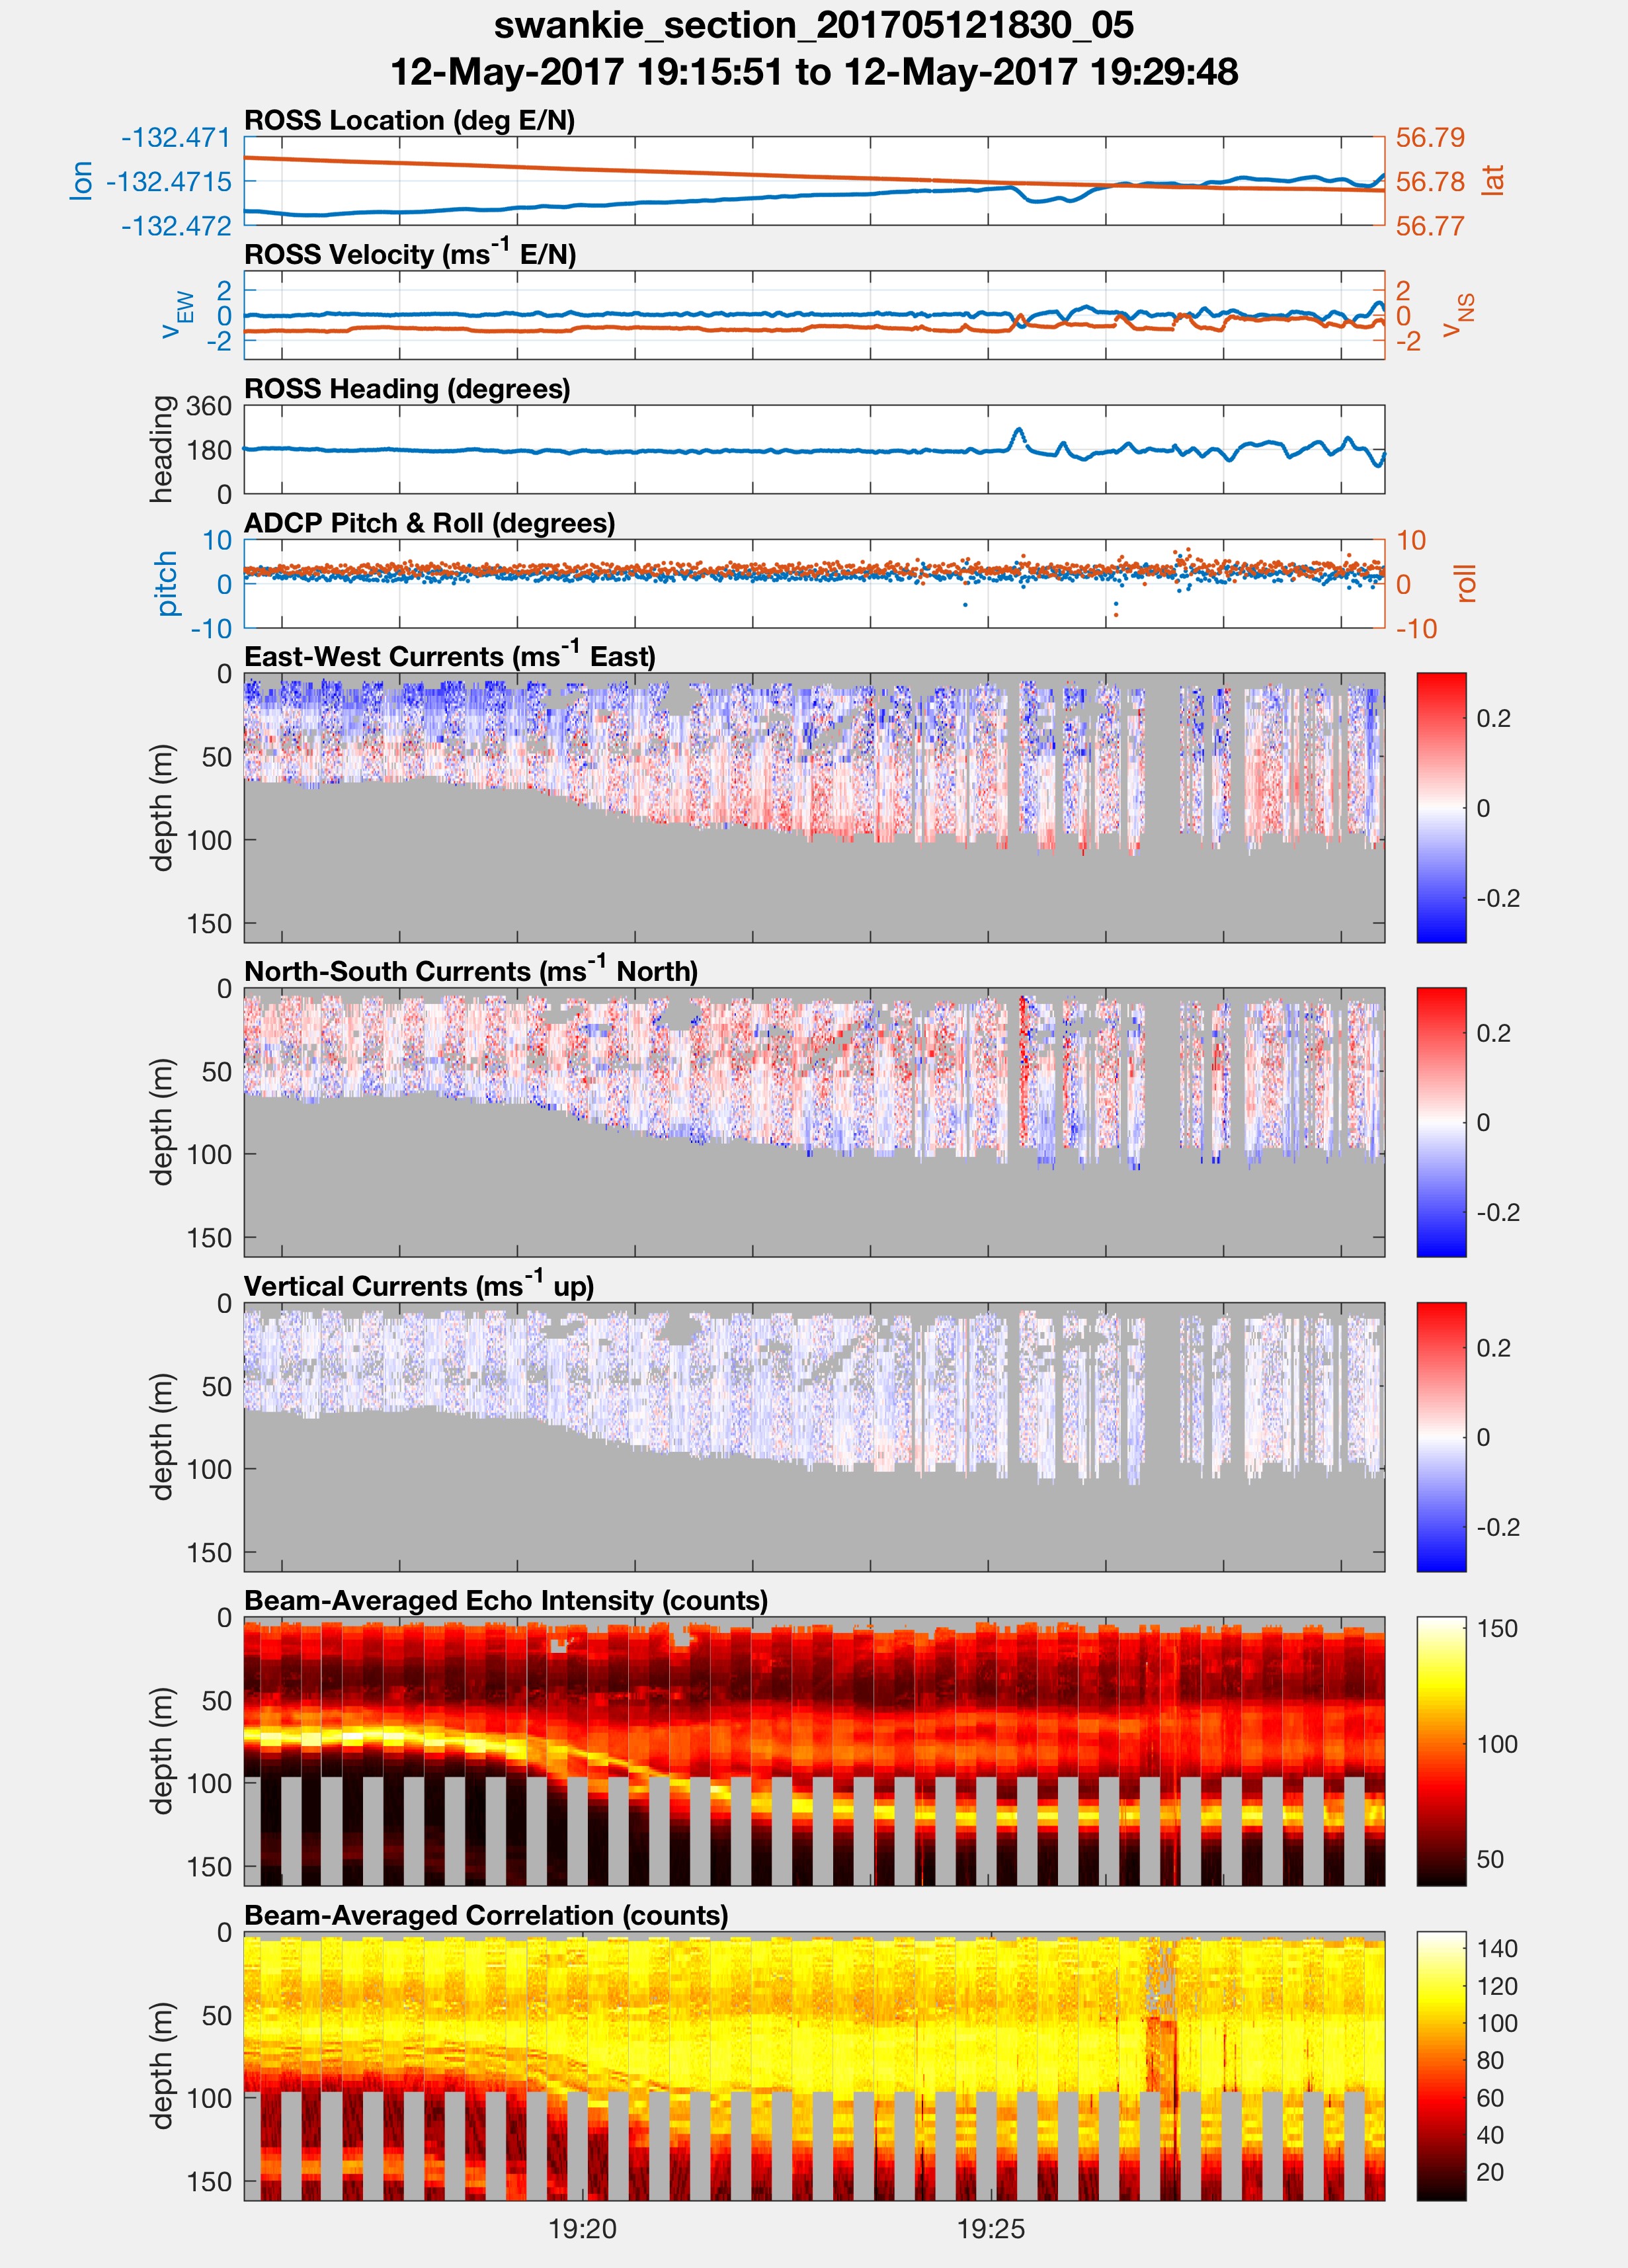 swankie_section_201705121830_05
12-May-2017 19:15:51 to 12-May-2017 19:29:48
ROSS Location (deg E/N)
lon
-132.471
-132.4715
-132.472
56.79
56.78
56.77
lat
ROSS Velocity (ms-1 E/N)
vEW
2
0
-2
2
0
-2
vNS
ROSS Heading (degrees)
heading
360
180
0
ADCP Pitch & Roll (degrees)
pitch
10
0
-10
10
0
-10
roll
East-West Currents (ms-1 East)
depth (m)
0
50
100
150
0.2
0
-0.2
North-South Currents (ms-1 North)
depth (m)
0
50
100
150
0.2
0
-0.2
Vertical Currents (ms-1 up)
depth (m)
0
50
100
150
0.2
0
-0.2
Beam-Averaged Echo Intensity (counts)
depth (m)
0
50
100
150
150
100
50
Beam-Averaged Correlation (counts)
depth (m)
0
50
100
150
140
120
100
80
60
40
20
19:20
19:25